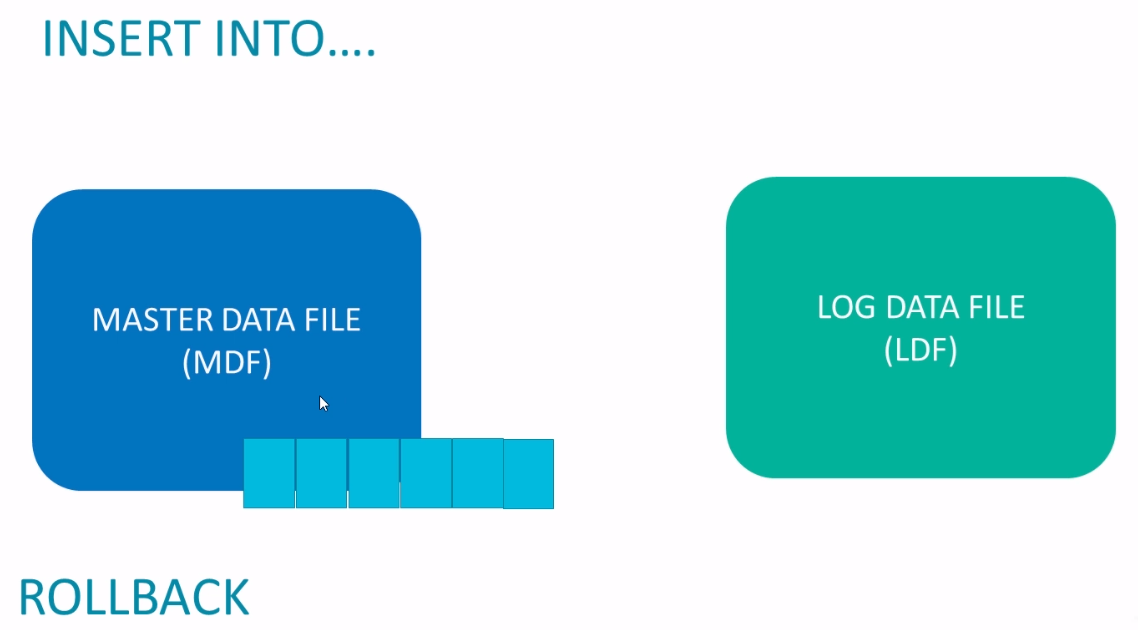 INSERT INTO....
MASTER DATA FILE
(MDF)
LOG DATA FILE
(LDF)
ROLLBACK